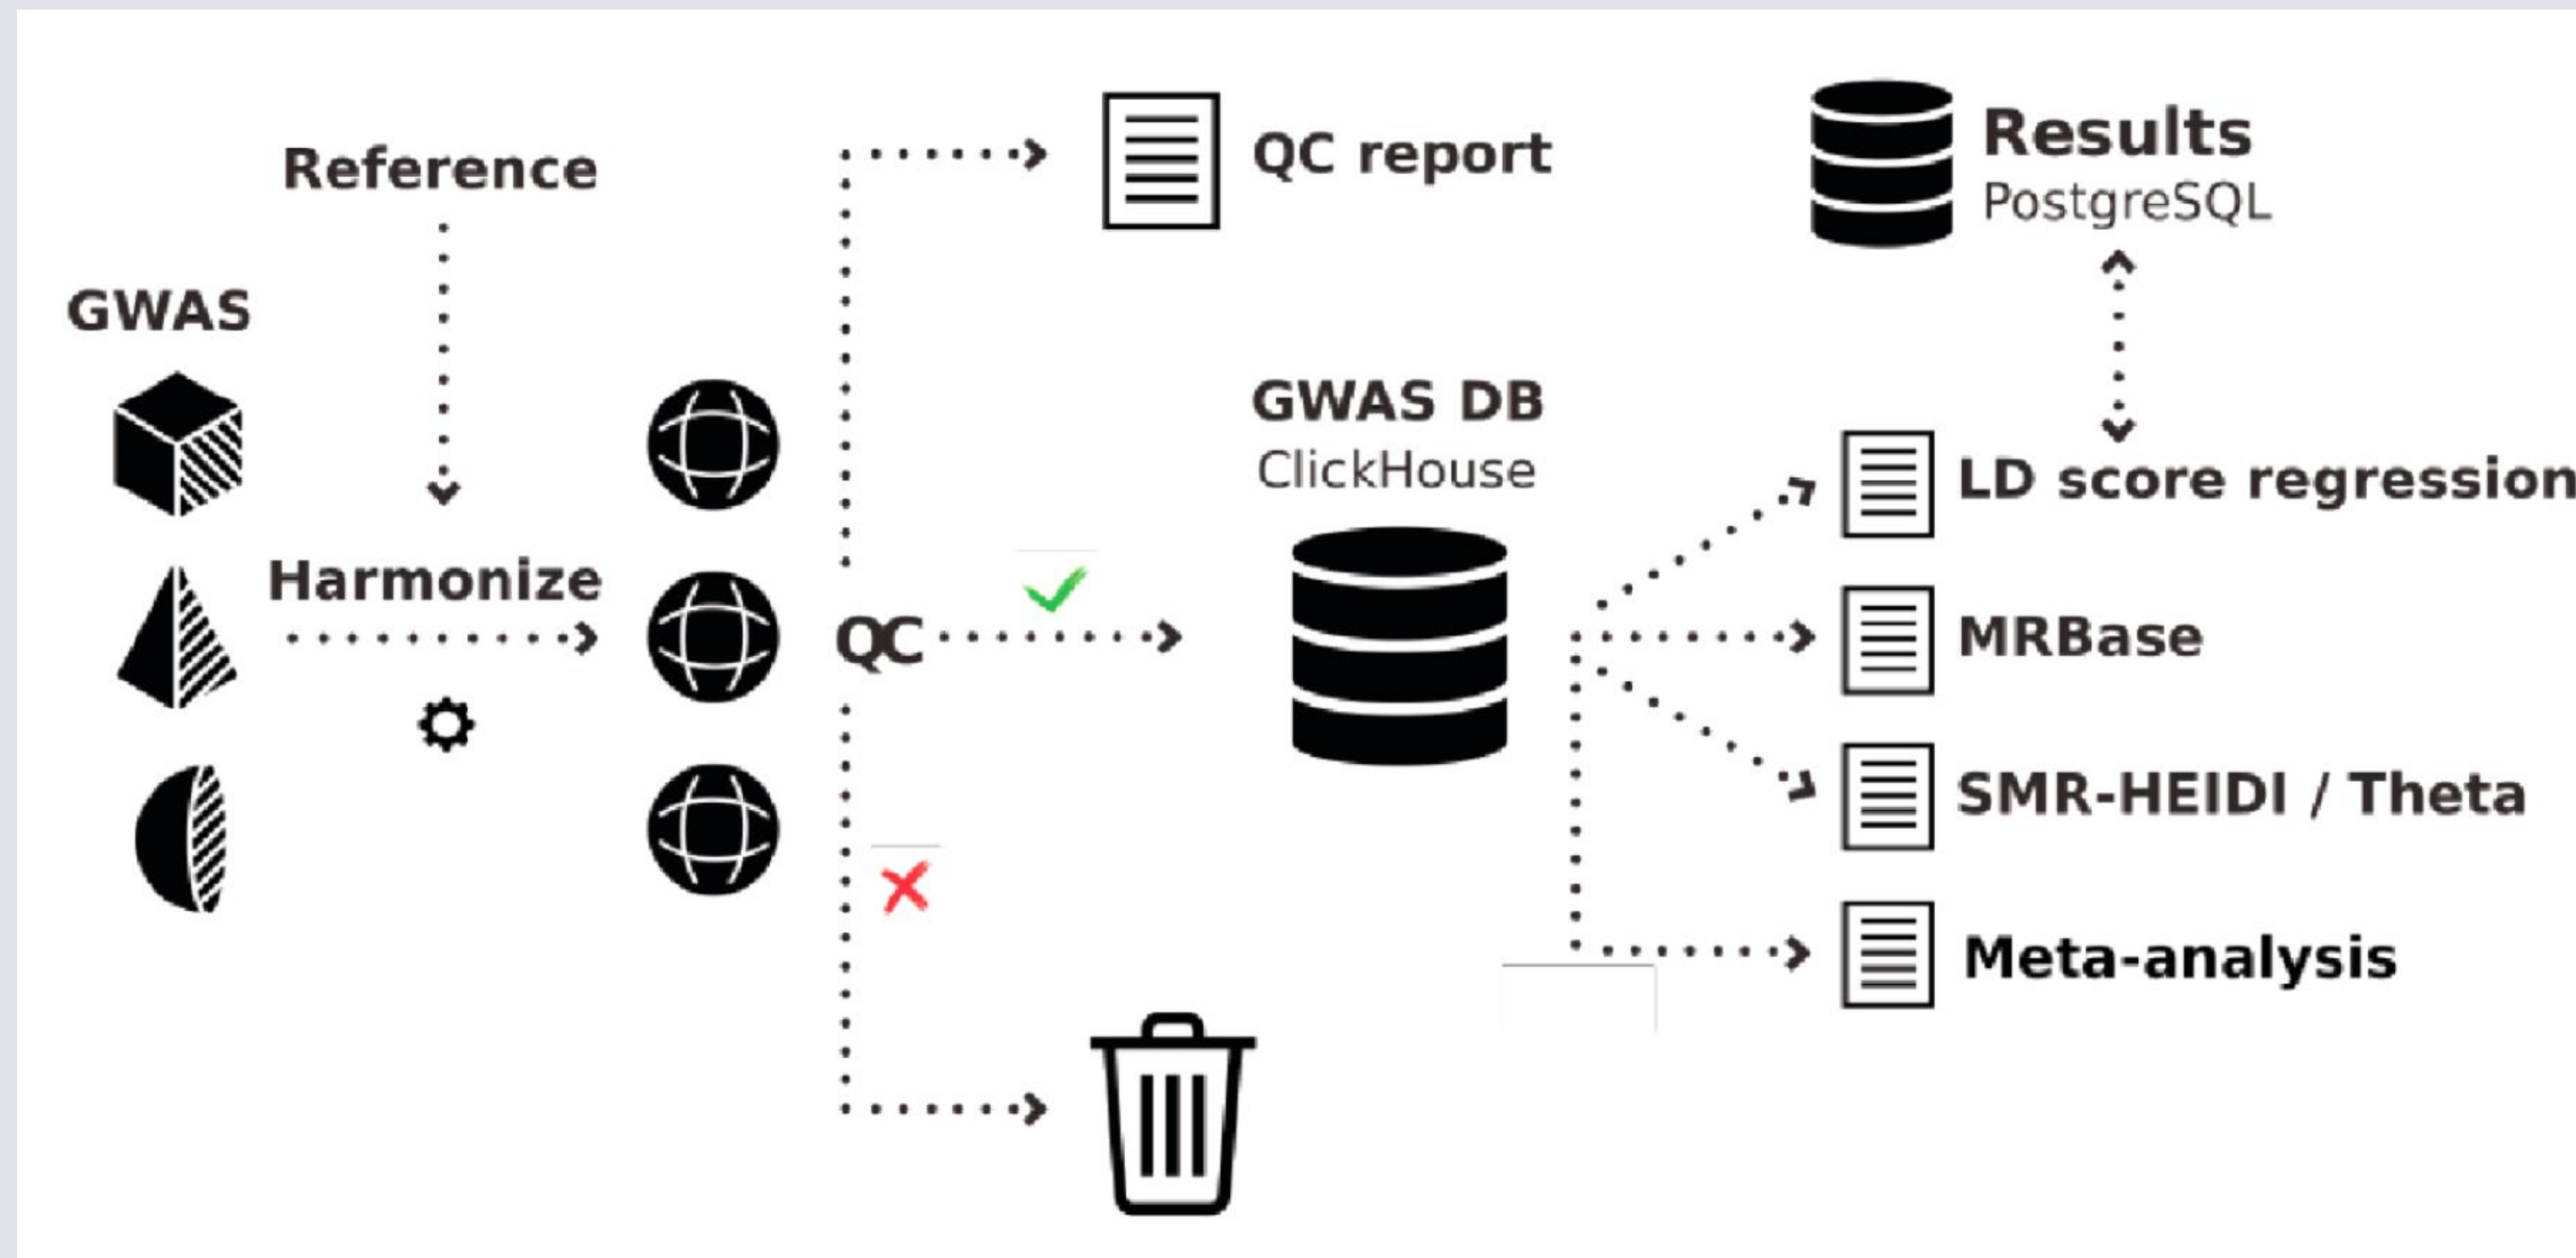 Reference
GWAS
Harmonize
QC
QC report
GWAS DB
ClickHouse
Results
PostgreSQL
LD score regression
MRBase
SMR-HEIDI / Theta
Meta-analysis